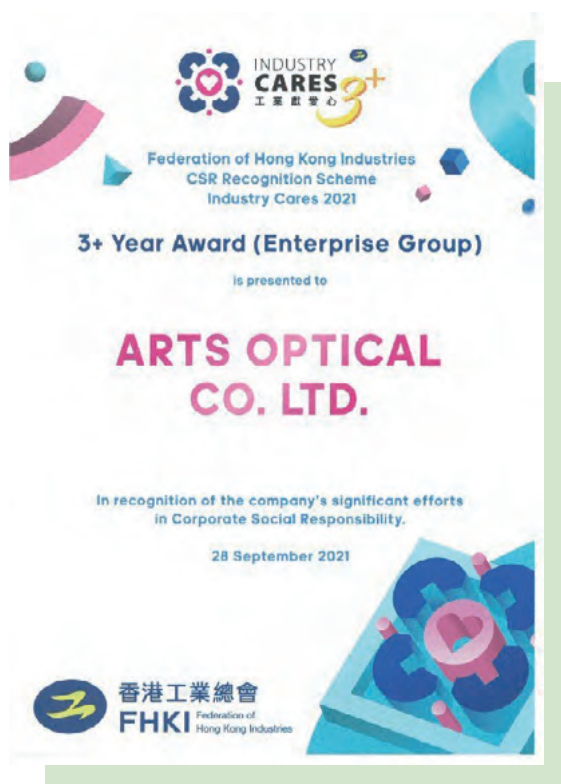 INDUSTRY
CARES
工業獻愛心
3+
Federation of Hong Kong Industries
CSR Recognition Scheme
Industry Cares 2021
3+ Year Award (Enterprise Group)
is presented to
ARTS OPTICAL
CO. LTD.
In recognition of the company's significant efforts
in Corporate Social Responsibility.
28 September 2021
香港工業總會
FHKI
Federation of
Hong Kong Industries